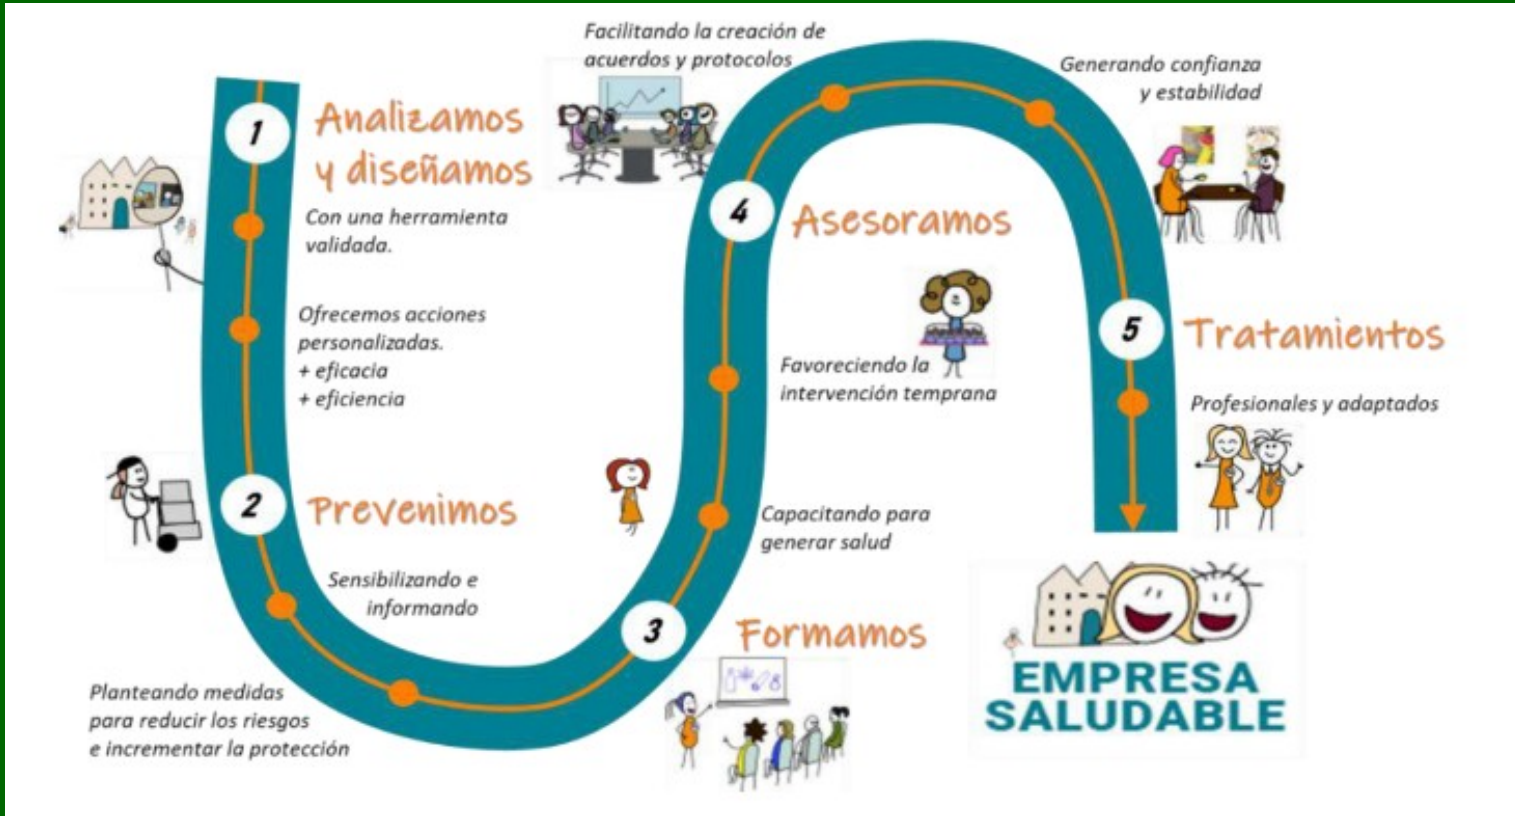 1
Analizamos
y diseñamos
Con una herramienta
validada.
Ofrecemos acciones
personalizadas.
+ eficacia
+ eficiencia
2
Prevenimos
Sensibilizando e
informando
Planteando medidas
para reducir los riesgos
e incrementar la protección
3
Formamos
Capacitando para
generar salud
Favoreciendo la
intervención temprana
4
Asesoramos
Facilitando la creación de
acuerdos y protocolos
Generando confianza
y estabilidad
5
Tratamientos
Profesionales y adaptados
EMPRESA
SALUDABLE